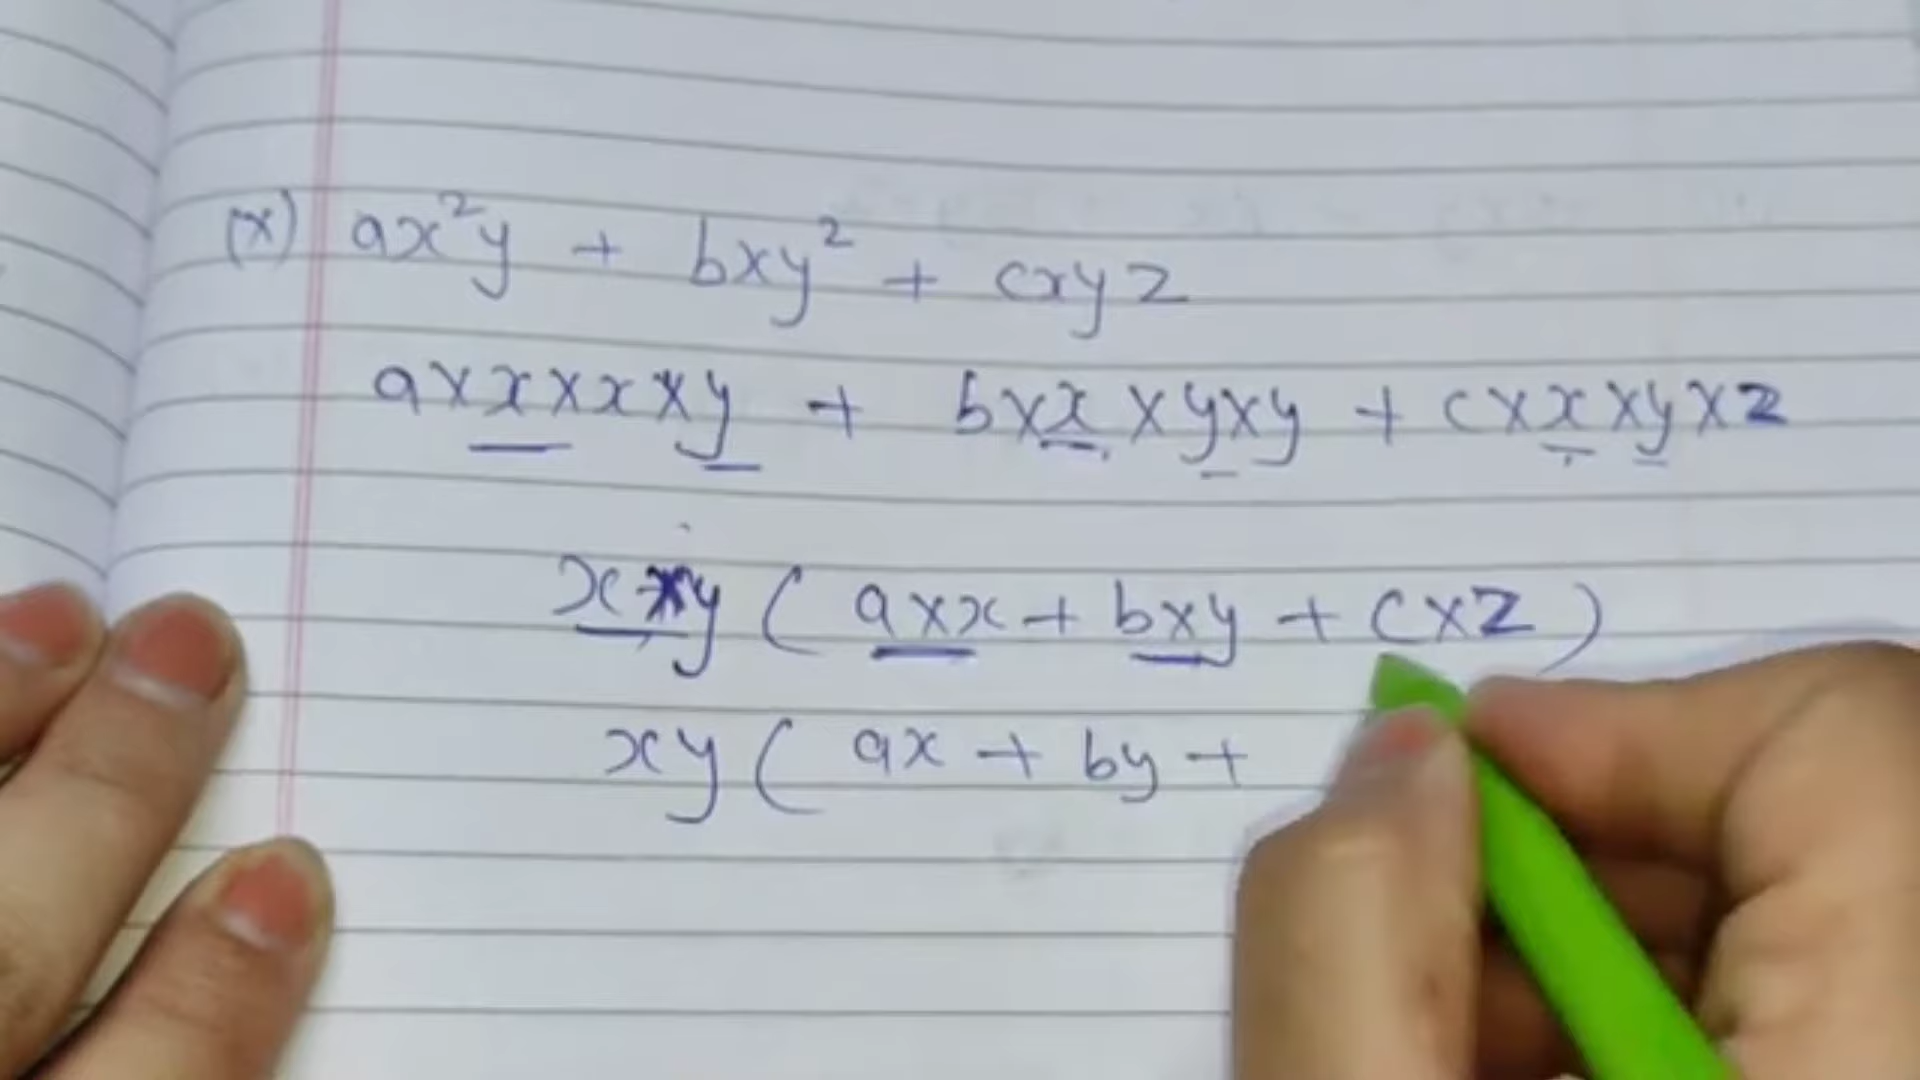 (x) ax²y + bxy² + cxyz
a×x×x×y + b×x×y×y + c×x×y×z
x×y ( a×x + b×y + c×z )
xy ( ax + by +